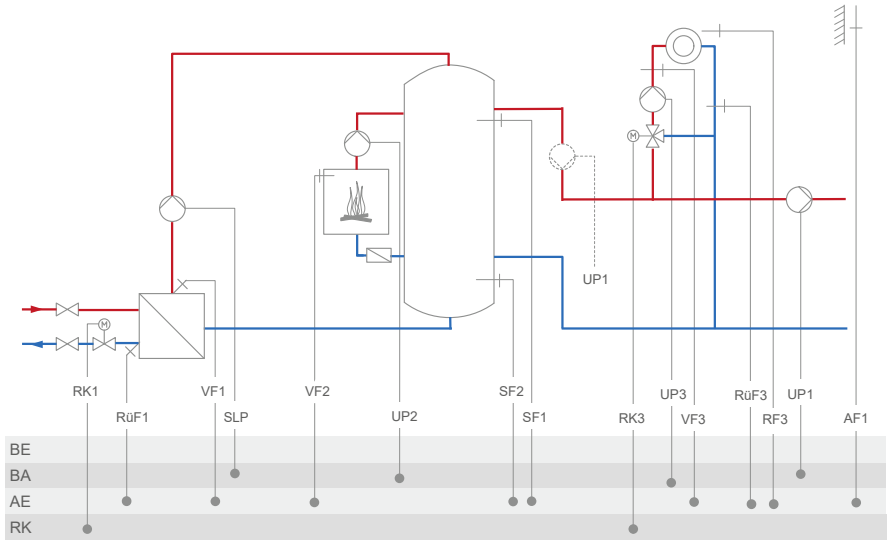 M
M
UP1
RK1
VF1
VF2
SF2
UP3
RüF3
UP1
RüF1
SLP
UP2
SF1
RK3
VF3
RF3
AF1
BE
BA
AE
RK